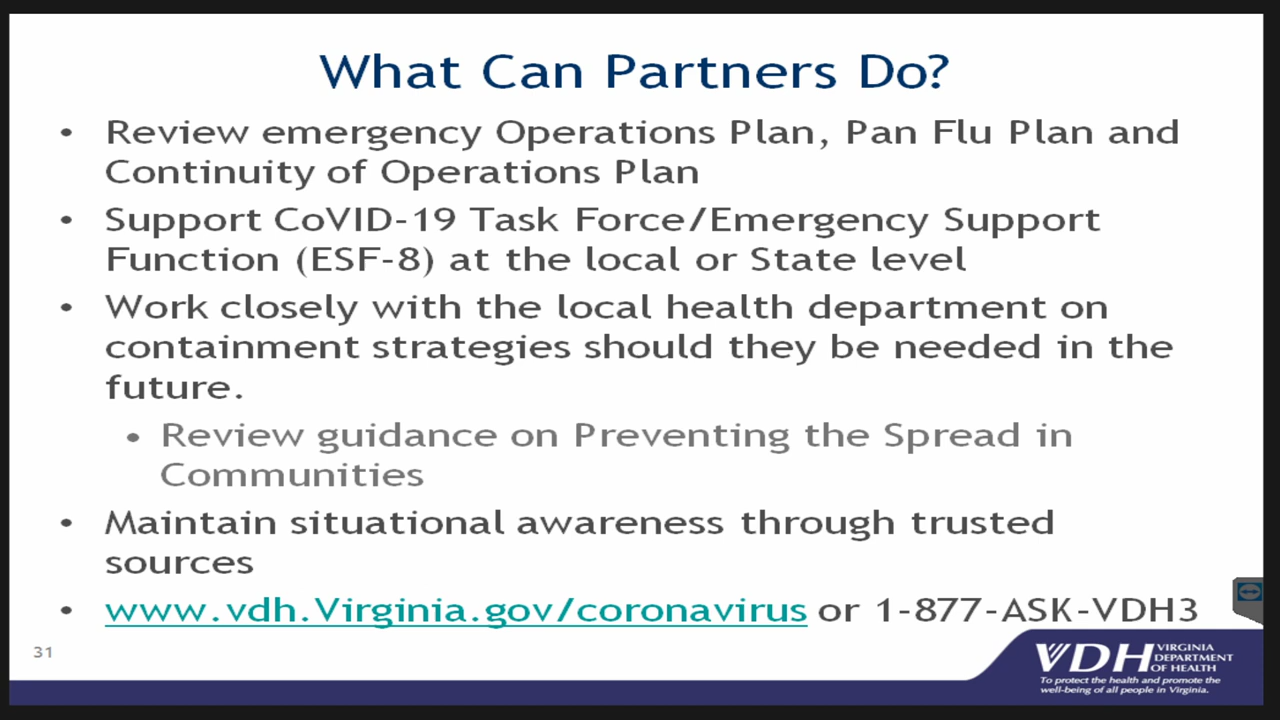 What Can Partners Do?
• Review emergency Operations Plan, Pan Flu Plan and
Continuity of Operations Plan
• Support CoVID-19 Task Force/Emergency Support
Function (ESF-8) at the local or State level
• Work closely with the local health department on
containment strategies should they be needed in the
future.
• Review guidance on Preventing the Spread in
Communities
• Maintain situational awareness through trusted
sources
• www.vdh.Virginia.gov/coronavirus or 1-877-ASK-VDH3
31
VDH
VIRGINIA
DEPARTMENT
OF HEALTH
To protect the health and promote the
well-being of all people in Virginia.